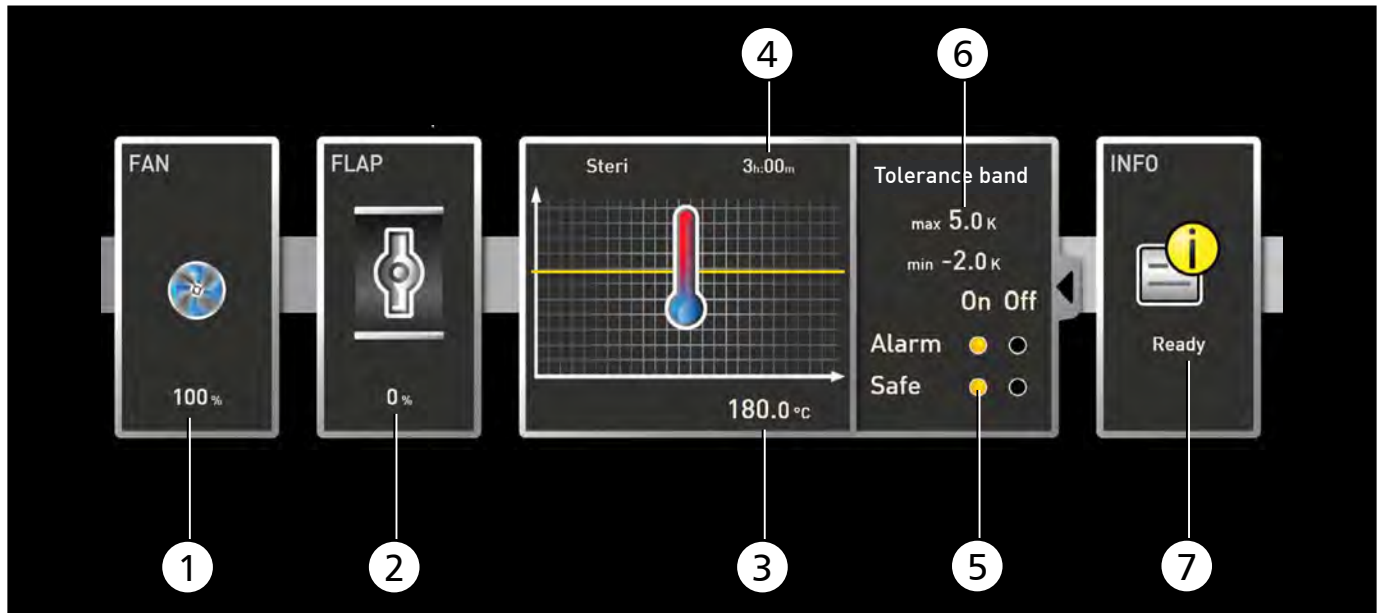 4
6
FAN
FLAP
Steri 3h:00m
Tolerance band
max 5.0 K
min -2.0 K
On Off
Alarm
Safe
INFO
i
Ready
100 %
0 %
180.0 °C
1
2
3
5
7